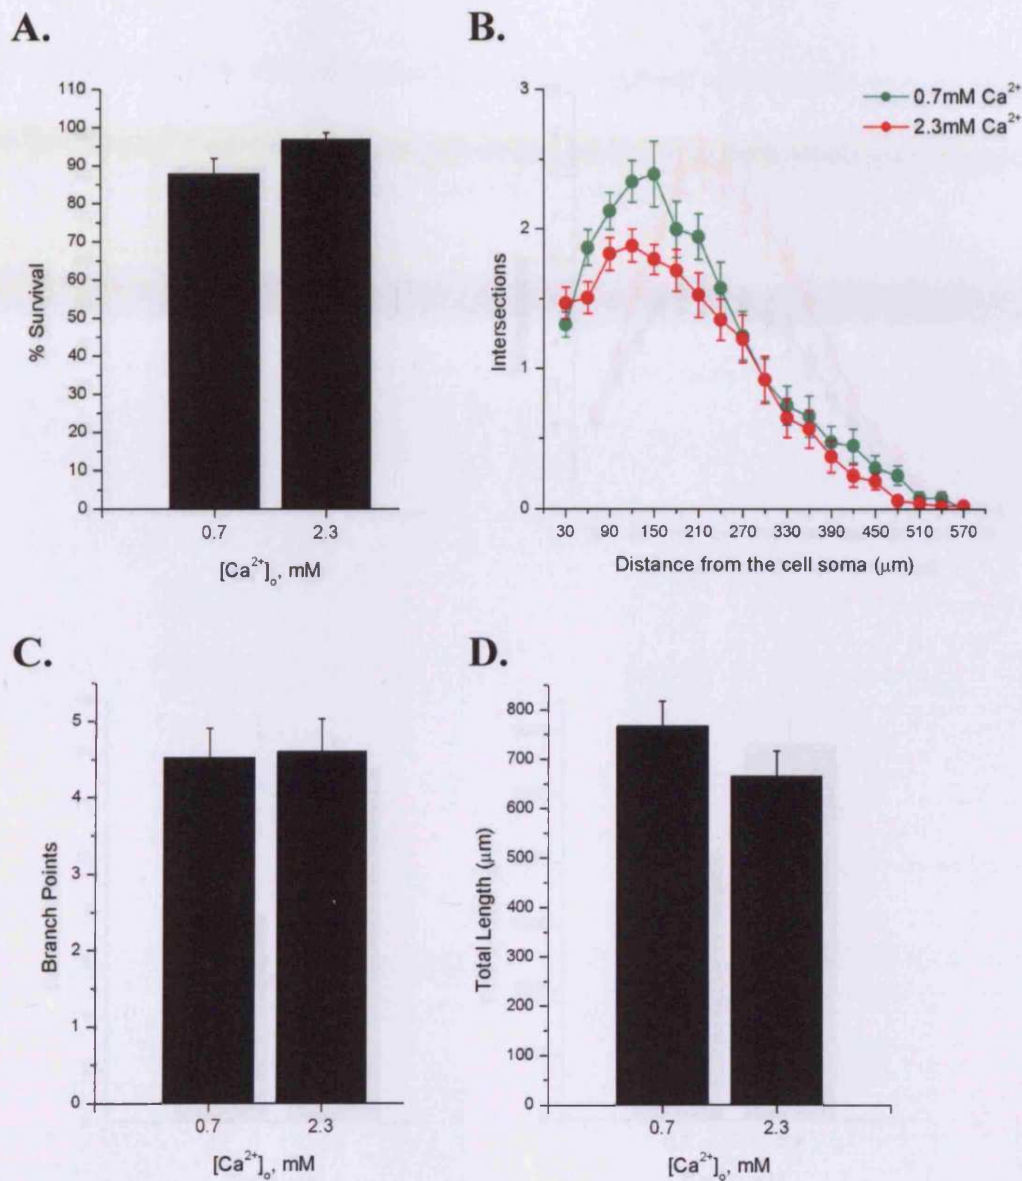 A.
110
100
90
80
70
60
50
40
30
20
10
0
% Survival
0.7
2.3
[Ca²⁺]ₒ, mM
B.
0.7mM Ca²⁺
2.3mM Ca²⁺
3
2
1
0
Intersections
30 90 150 210 270 330 390 450 510 570
Distance from the cell soma (μm)
C.
5
4
3
2
1
0
Branch Points
0.7
2.3
[Ca²⁺]ₒ, mM
D.
800
700
600
500
400
300
200
100
0
Total Length (μm)
0.7
2.3
[Ca²⁺]ₒ, mM